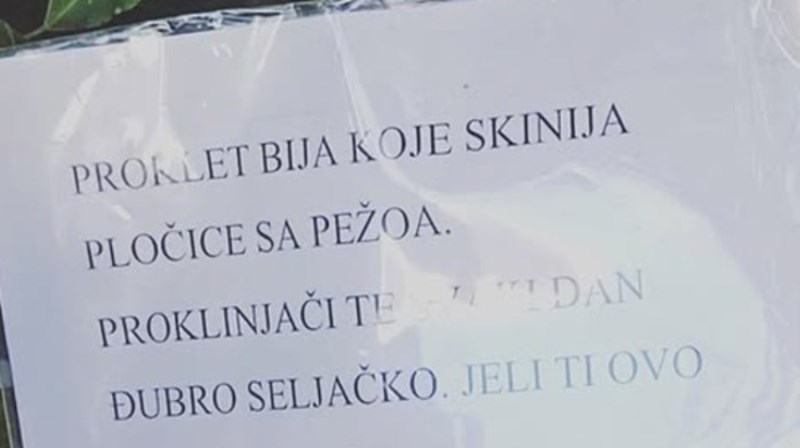 PROKLET BIJA KOJE SKINIJA
PLOČICE SA PEŽOA.
PROKLINJAČI TE DAN
ĐUBRO SELJAČKO. JELI TI OVO